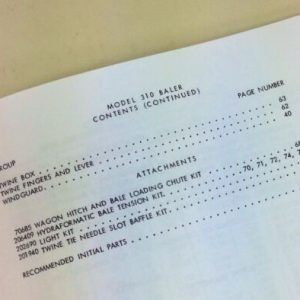 MODEL 310 BALER
CONTENTS (CONTINUED)
GROUP PAGE NUMBER
TWINE BOX . . . . . . . . . . . . . . . . . . . . . . 63
TWINE FINGERS AND LEVER . . . . . . . . . . . . . . . 62
WINDGUARD. . . . . . . . . . . . . . . . . . . . . . . 40
ATTACHMENTS
70685 WAGON HITCH AND BALE LOADING CHUTE KIT
206409 HYDRAFORMATIC BALE TENSION KIT. . . . . 70, 71, 72, 74,
202690 LIGHT KIT . . . . . . . . . . . . . . .
201940 TWINE TIE NEEDLE SLOT BAFFLE KIT. . . .
RECOMMENDED INITIAL PARTS . . . . . . . . .